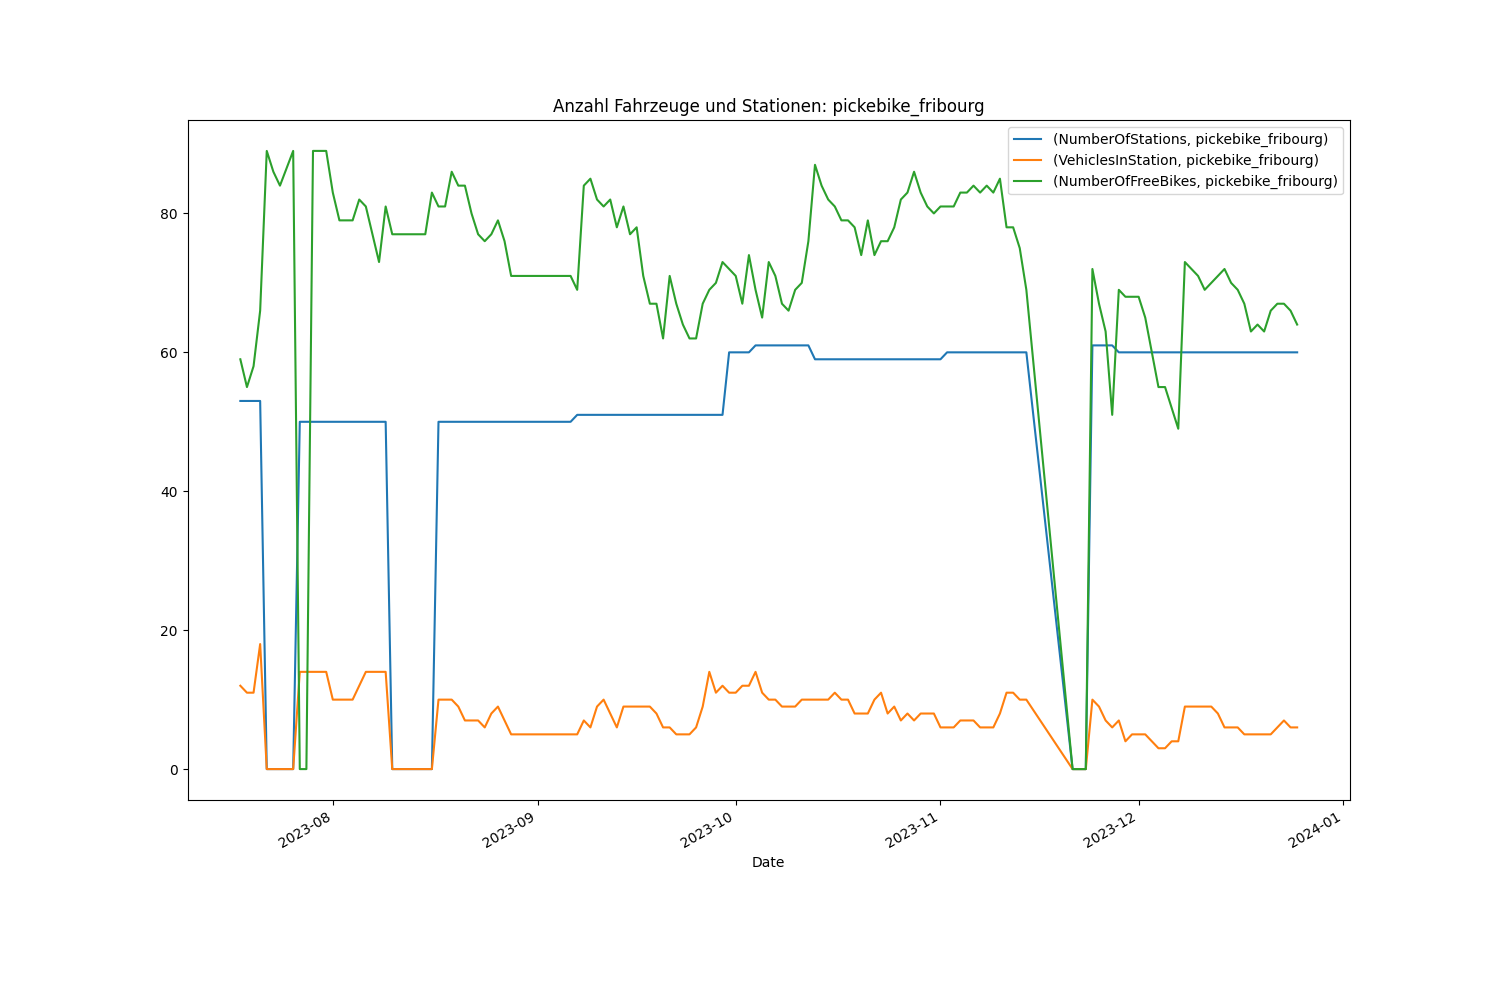 Anzahl Fahrzeuge und Stationen: pickebike_fribourg
(NumberOfStations, pickebike_fribourg)
(VehiclesInStation, pickebike_fribourg)
(NumberOfFreeBikes, pickebike_fribourg)
80
60
40
20
0
2023-08
2023-09
2023-10
2023-11
2023-12
2024-01
Date